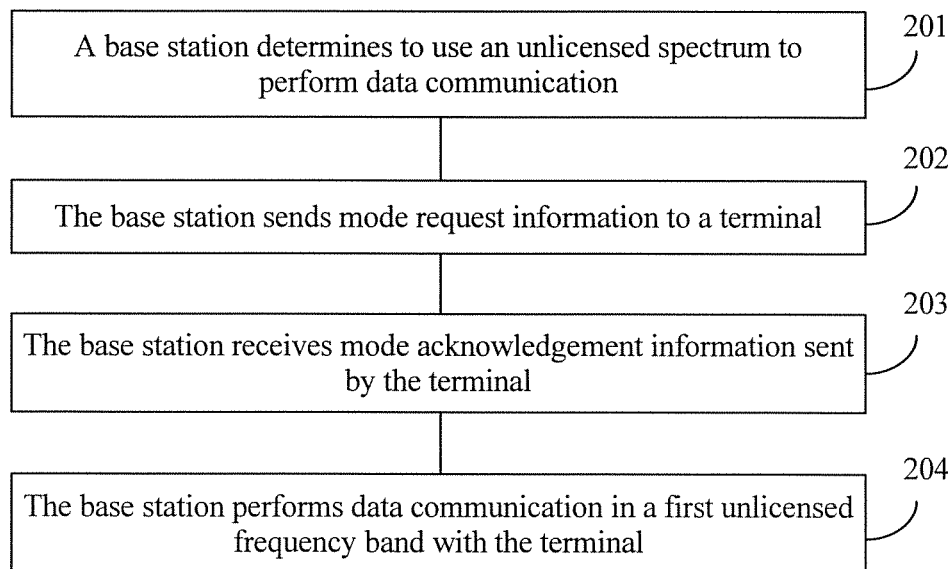 201
A base station determines to use an unlicensed spectrum to
perform data communication
202
The base station sends mode request information to a terminal
203
The base station receives mode acknowledgement information sent
by the terminal
204
The base station performs data communication in a first unlicensed
frequency band with the terminal